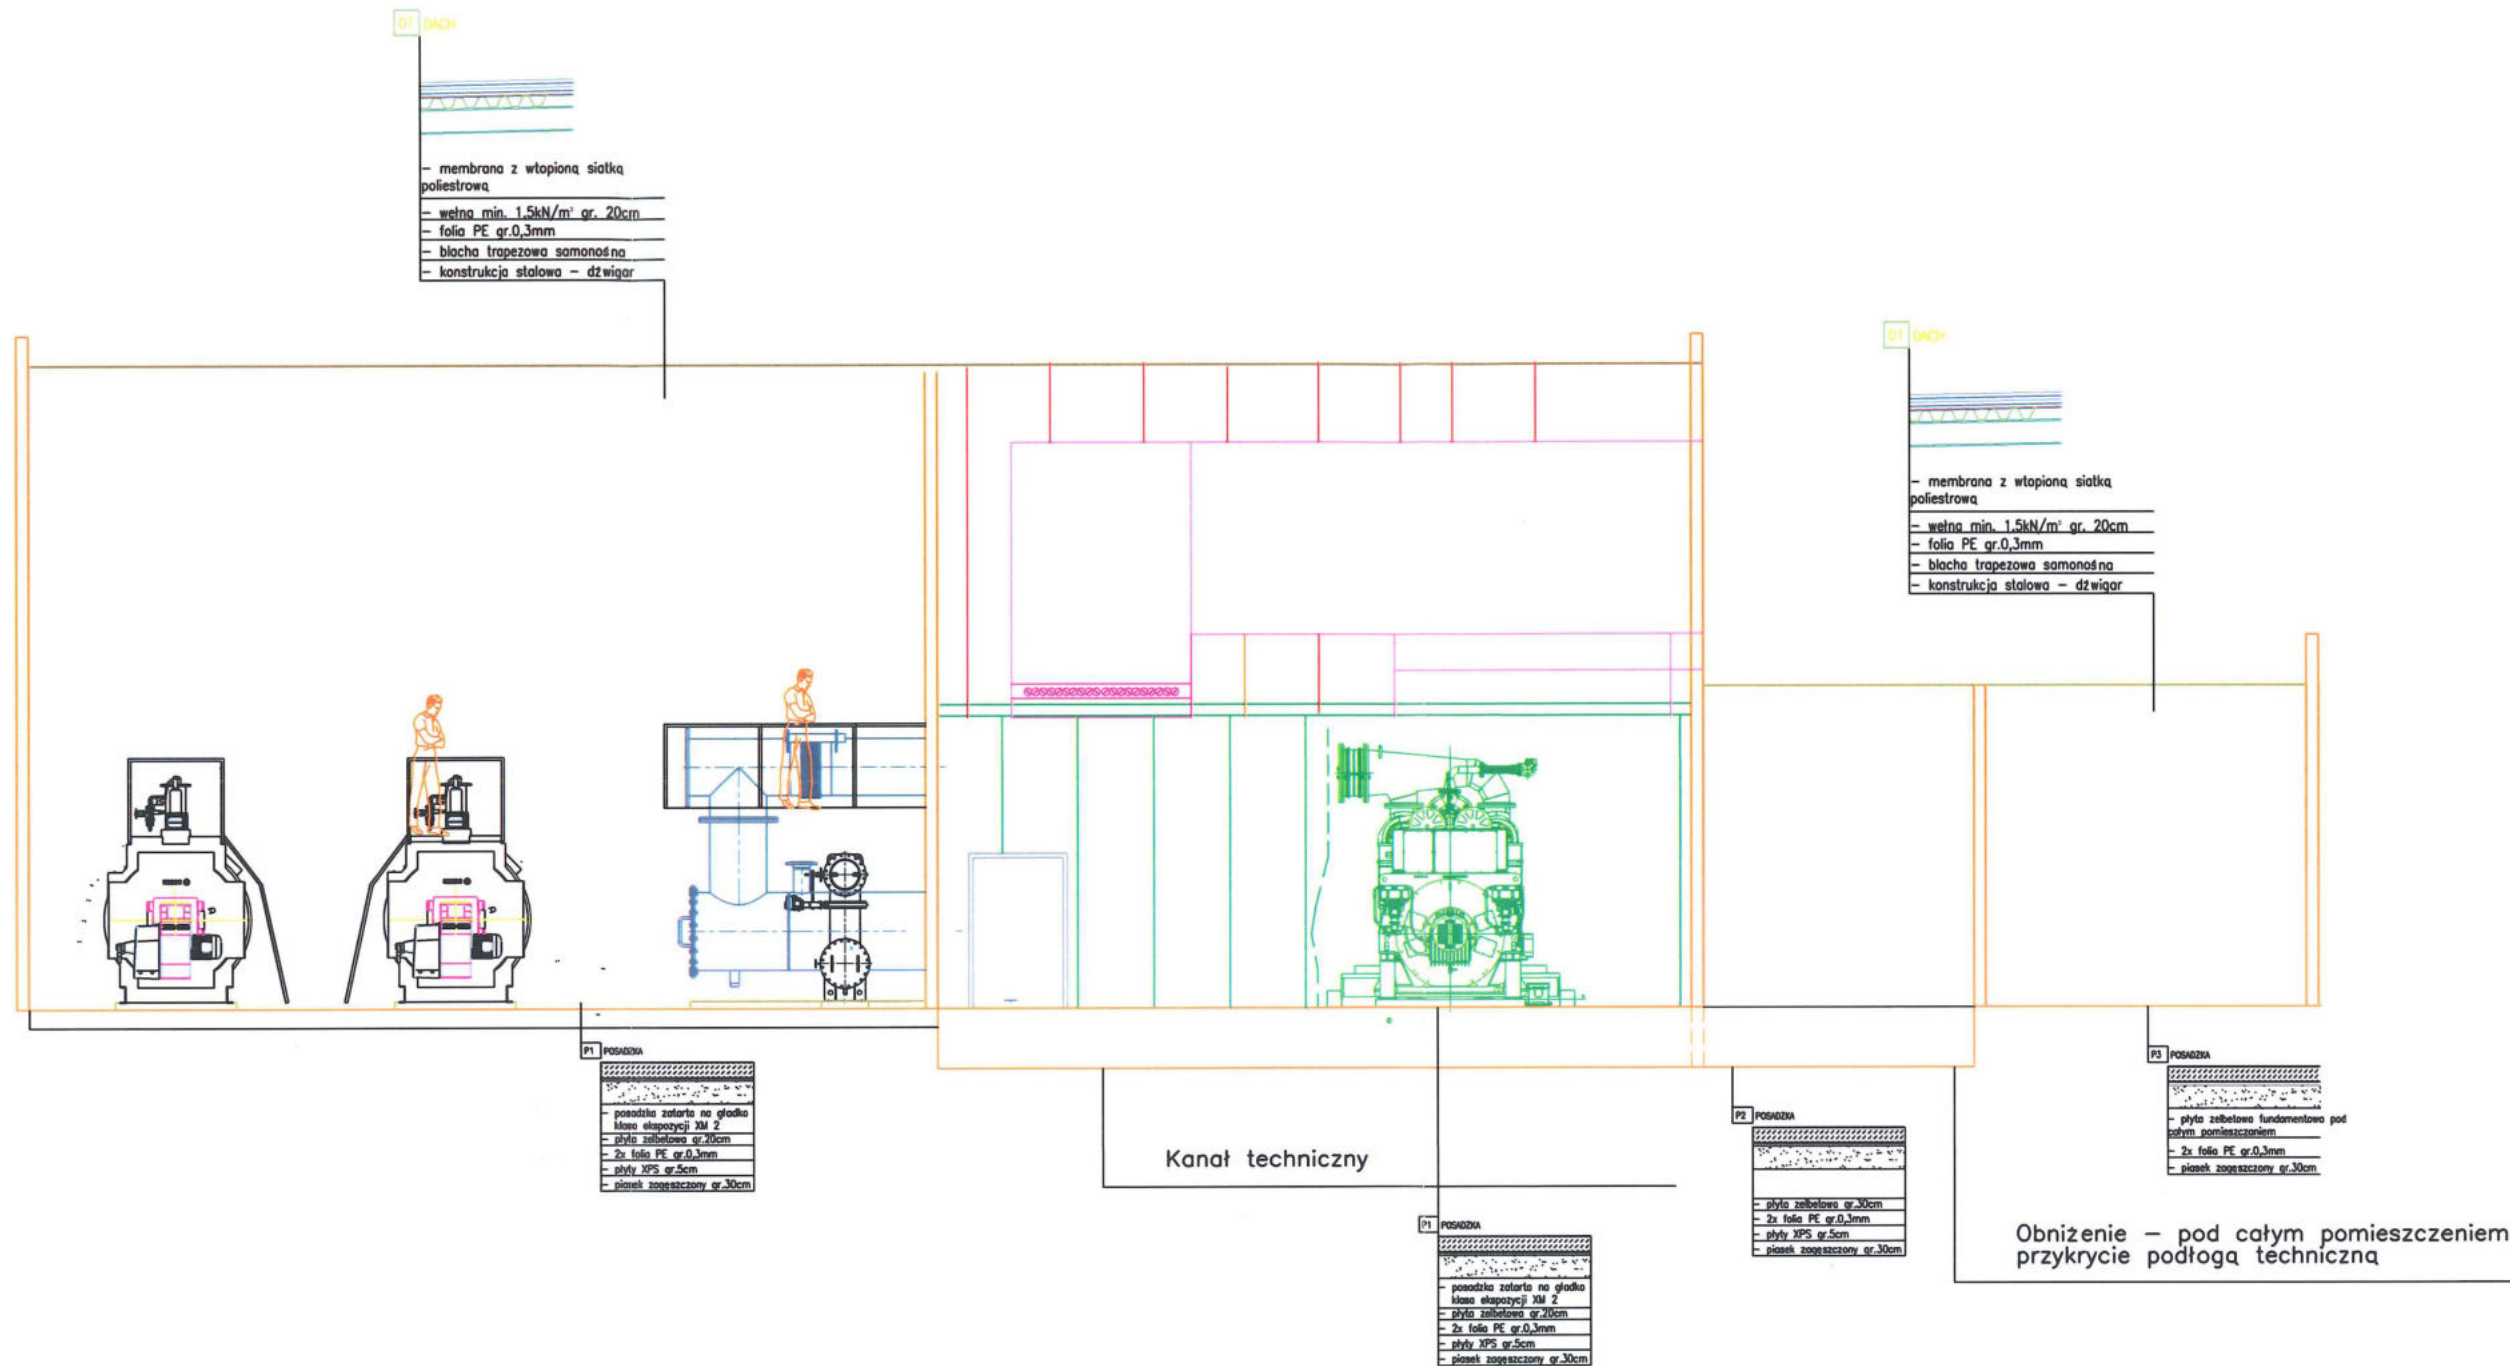 D1 DACH
– membrana z wtopioną siatką
poliestrową
– wełna min. 1.5kN/m³ gr. 20cm
– folia PE gr.0,3mm
– blacha trapezowa samonośna
– konstrukcja stalowa – dźwigar
D1 DACH
– membrana z wtopioną siatką
poliestrową
– wełna min. 1.5kN/m³ gr. 20cm
– folia PE gr.0,3mm
– blacha trapezowa samonośna
– konstrukcja stalowa – dźwigar
P1 POSADZKA
– posadzka zatarta na gładko
klasa ekspozycji XM 2
– płyta żelbetowa gr.20cm
– 2x folia PE gr.0,3mm
– płyty XPS gr.5cm
– piasek zagęszczony gr.30cm
Kanał techniczny
P1 POSADZKA
– posadzka zatarta na gładko
klasa ekspozycji XM 2
– płyta żelbetowa gr.20cm
– 2x folia PE gr.0,3mm
– płyty XPS gr.5cm
– piasek zagęszczony gr.30cm
P2 POSADZKA
– płyta żelbetowa gr.30cm
– 2x folia PE gr.0,3mm
– płyty XPS gr.5cm
– piasek zagęszczony gr.30cm
P3 POSADZKA
– płyta żelbetowa fundamentowa pod
całym pomieszczeniem
– 2x folia PE gr.0,3mm
– piasek zagęszczony gr.30cm
Obniżenie – pod całym pomieszczeniem
przykrycie podłogą techniczną